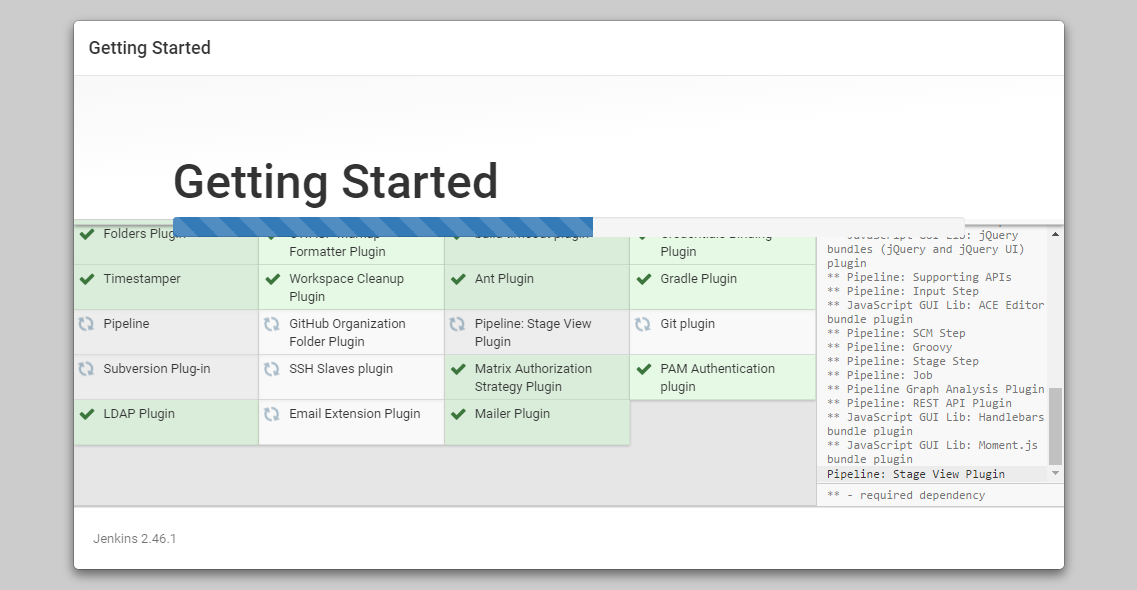 Getting Started
Getting Started
Folders Plugin
Formatter Plugin
Plugin
Timestamper
Workspace Cleanup
Plugin
Ant Plugin
Gradle Plugin
Pipeline
GitHub Organization
Folder Plugin
Pipeline: Stage View
Plugin
Git plugin
Subversion Plug-in
SSH Slaves plugin
Matrix Authorization
Strategy Plugin
PAM Authentication
plugin
LDAP Plugin
Email Extension Plugin
Mailer Plugin
JavaScript GUI Lib: jQuery
bundles (jQuery and jQuery UI)
plugin
** Pipeline: Supporting APIs
** Pipeline: Input Step
** JavaScript GUI Lib: ACE Editor
bundle plugin
** Pipeline: SCM Step
** Pipeline: Groovy
** Pipeline: Stage Step
** Pipeline: Job
** Pipeline Graph Analysis Plugin
** Pipeline: REST API Plugin
** JavaScript GUI Lib: Handlebars
bundle plugin
** JavaScript GUI Lib: Moment.js
bundle plugin
Pipeline: Stage View Plugin
** - required dependency
Jenkins 2.46.1